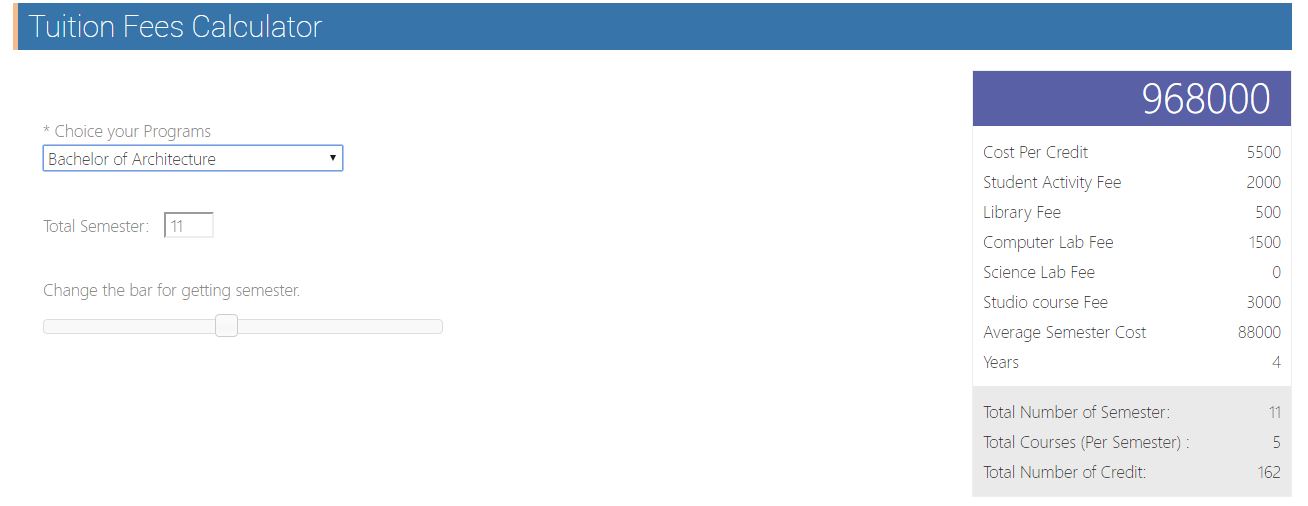 Tuition Fees Calculator
* Choice your Programs
Bachelor of Architecture
Total Semester: 11
Change the bar for getting semester.
968000
Cost Per Credit 5500
Student Activity Fee 2000
Library Fee 500
Computer Lab Fee 1500
Science Lab Fee 0
Studio course Fee 3000
Average Semester Cost 88000
Years 4
Total Number of Semester: 11
Total Courses (Per Semester) : 5
Total Number of Credit: 162